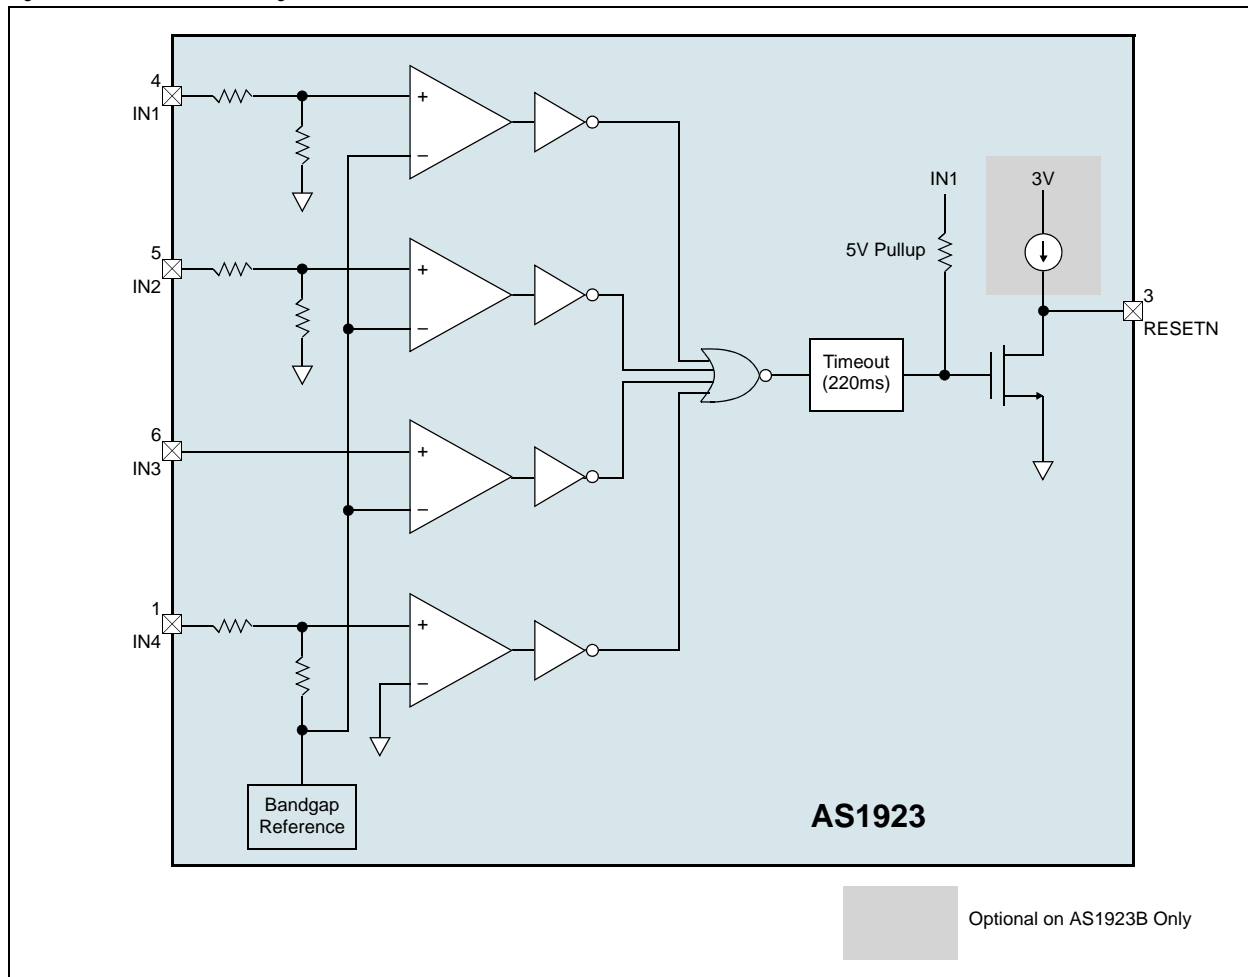 4
IN1
+
−
IN1
3V
5V Pullup
5
IN2
+
−
3
RESETN
Timeout
(220ms)
6
IN3
+
−
1
IN4
+
−
Bandgap
Reference
AS1923
Optional on AS1923B Only